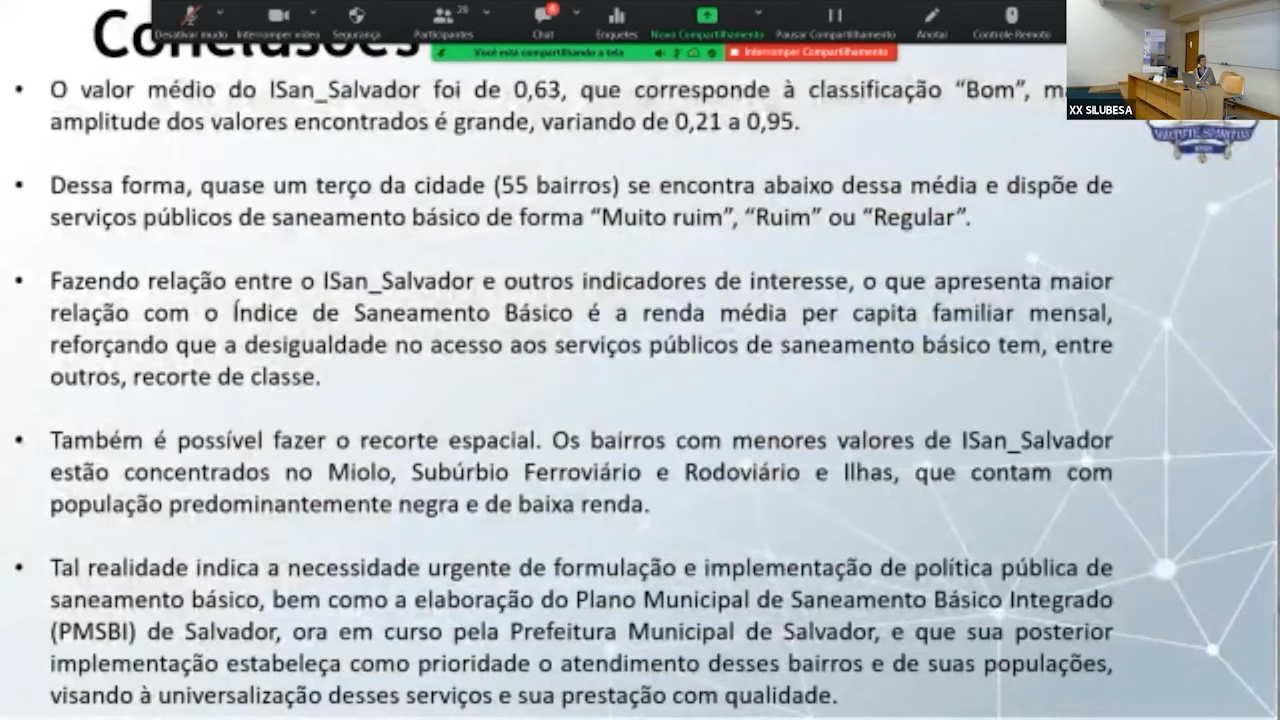 Conclusões
Desativar mudo Interromper vídeo Segurança Participantes 29 Chat Enquetes Novo Compartilhamento Pausar Compartilhamento Anotar Controle Remoto
Você está compartilhando a tela Interromper Compartilhamento
XX SILUBESA
• O valor médio do ISan_Salvador foi de 0,63, que corresponde à classificação “Bom”,
amplitude dos valores encontrados é grande, variando de 0,21 a 0,95.
• Dessa forma, quase um terço da cidade (55 bairros) se encontra abaixo dessa média e dispõe de
serviços públicos de saneamento básico de forma “Muito ruim”, “Ruim” ou “Regular”.
• Fazendo relação entre o ISan_Salvador e outros indicadores de interesse, o que apresenta maior
relação com o Índice de Saneamento Básico é a renda média per capita familiar mensal,
reforçando que a desigualdade no acesso aos serviços públicos de saneamento básico tem, entre
outros, recorte de classe.
• Também é possível fazer o recorte espacial. Os bairros com menores valores de ISan_Salvador
estão concentrados no Miolo, Subúrbio Ferroviário e Rodoviário e Ilhas, que contam com
população predominantemente negra e de baixa renda.
• Tal realidade indica a necessidade urgente de formulação e implementação de política pública de
saneamento básico, bem como a elaboração do Plano Municipal de Saneamento Básico Integrado
(PMSBI) de Salvador, ora em curso pela Prefeitura Municipal de Salvador, e que sua posterior
implementação estabeleça como prioridade o atendimento desses bairros e de suas populações,
visando à universalização desses serviços e sua prestação com qualidade.